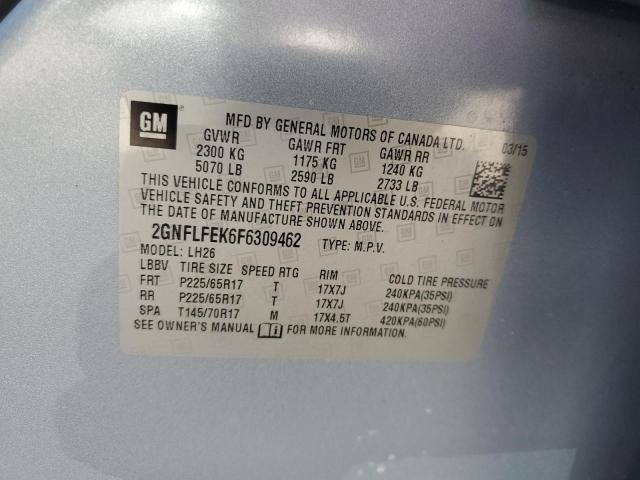 GM
MFD BY GENERAL MOTORS OF CANADA LTD.
03/15
GVWR GAWR FRT GAWR RR
2300 KG 1175 KG 1240 KG
5070 LB 2590 LB 2733 LB
THIS VEHICLE CONFORMS TO ALL APPLICABLE U.S. FEDERAL MOTOR
VEHICLE SAFETY AND THEFT PREVENTION STANDARDS IN EFFECT ON
THE DATE OF MANUFACTURE SHOWN ABOVE.
2GNFLFEK6F6309462 TYPE: M.P.V.
MODEL: LH26
LBBV TIRE SIZE SPEED RTG RIM COLD TIRE PRESSURE
FRT P225/65R17 T 17X7J 240KPA(35PSI)
RR P225/65R17 T 17X7J 240KPA(35PSI)
SPA T145/70R17 M 17X4.5T 420KPA(60PSI)
SEE OWNER'S MANUAL FOR MORE INFORMATION.